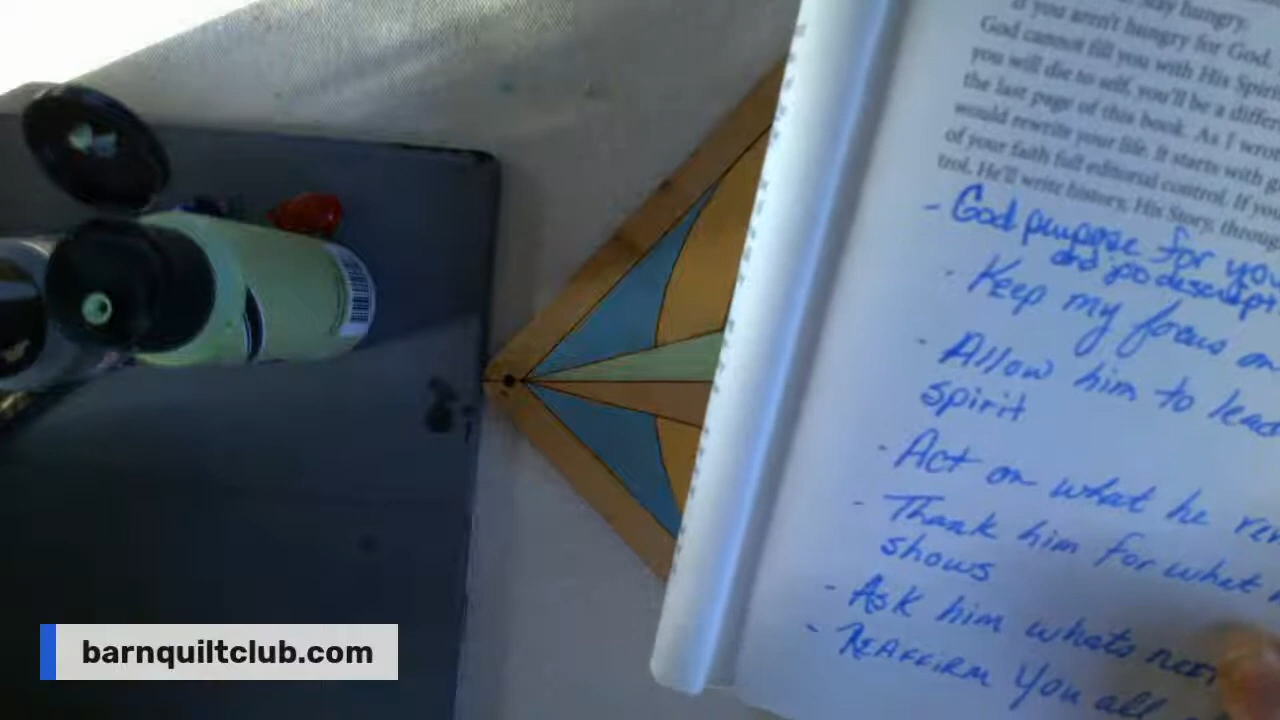 stay hungry.
if you aren't hungry for God,
God cannot fill you with His Spirit
you will die to self, you'll be a differ
the last page of this book. As I wro
would rewrite your life. It starts with g
of your faith full editorial control. If you
trol. He'll write history, His Story, throug
- God purpose for you
and
- Keep my focus on
- Allow him to lead
spirit
- Act on what he rev
- Thank him for what h
shows
- Ask him whats next
- REAFFIRM You all
barnquiltclub.com